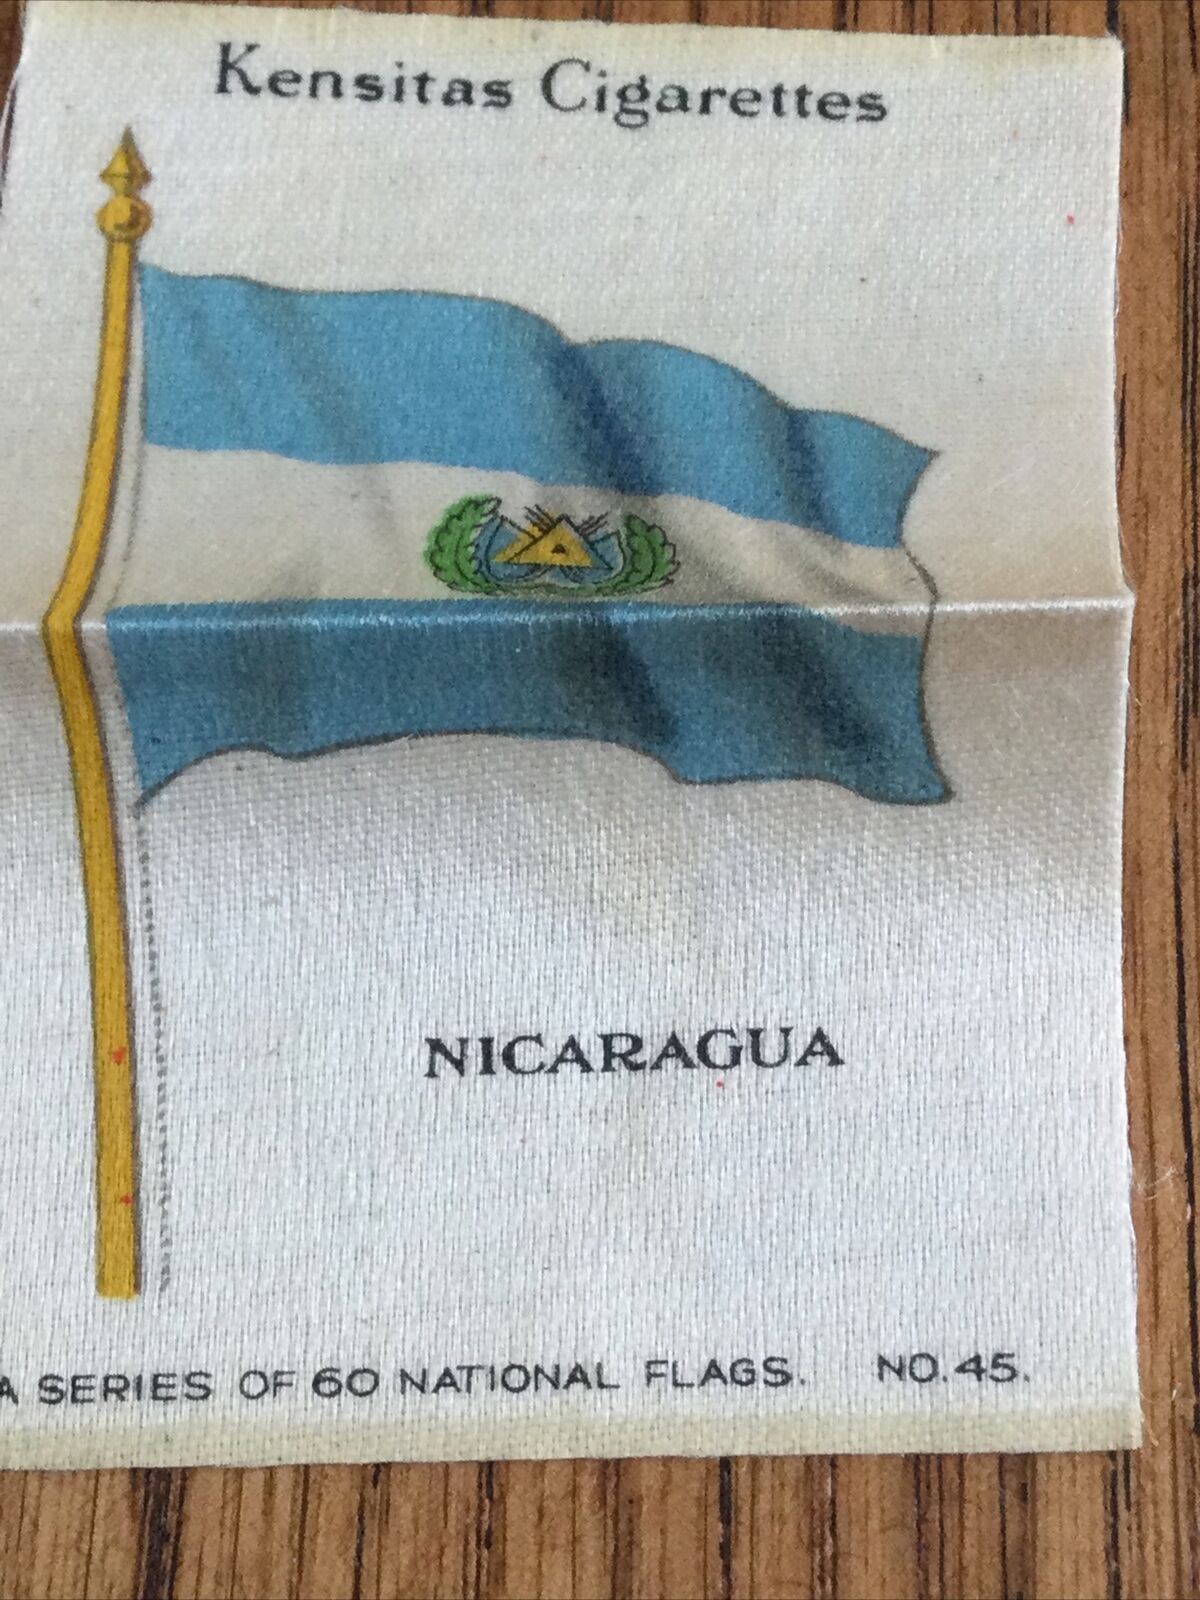 Kensitas Cigarettes
NICARAGUA
A SERIES OF 60 NATIONAL FLAGS. NO. 45.